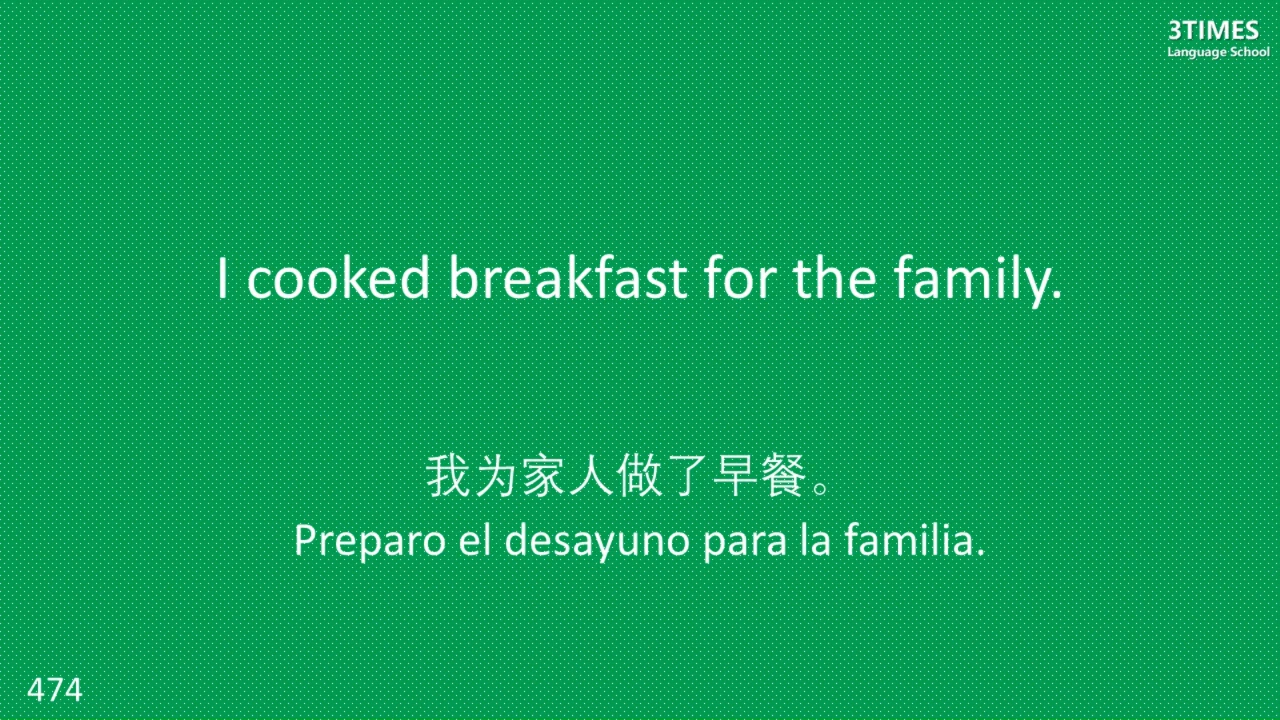 3TIMES
Language School
I cooked breakfast for the family.
我为家人做了早餐。
Preparo el desayuno para la familia.
474